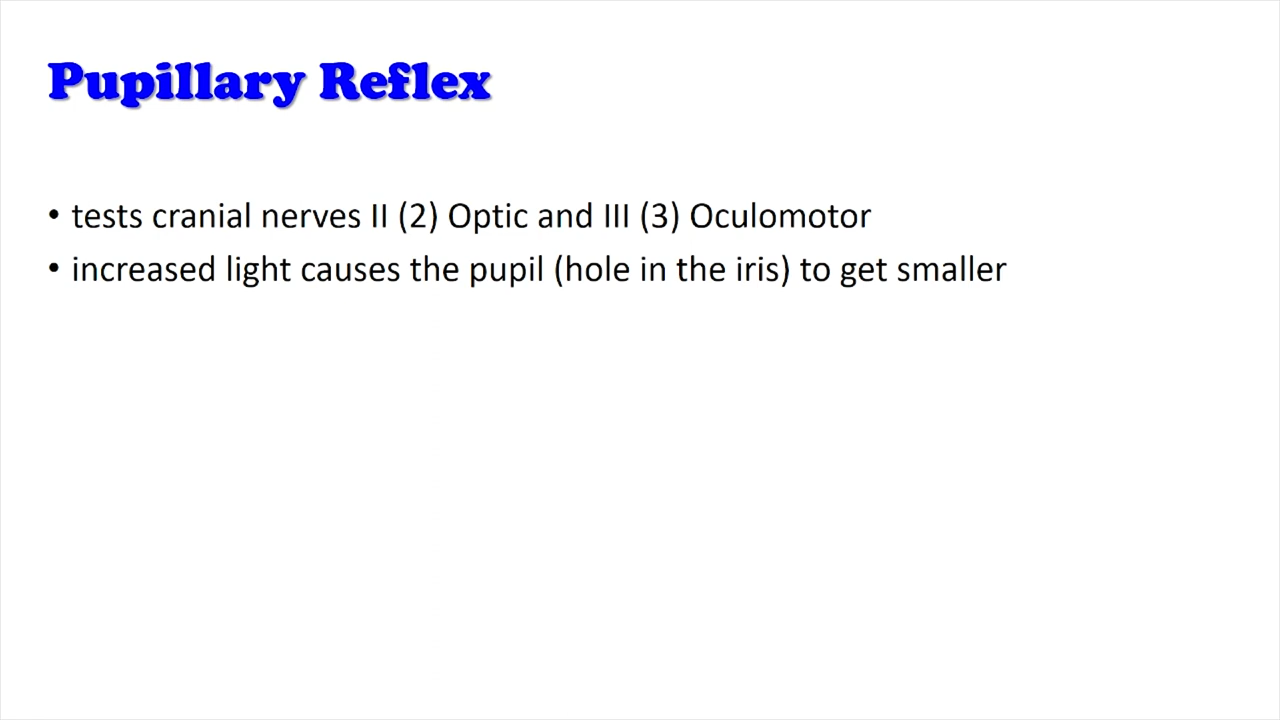 Pupillary Reflex
• tests cranial nerves II (2) Optic and III (3) Oculomotor
• increased light causes the pupil (hole in the iris) to get smaller